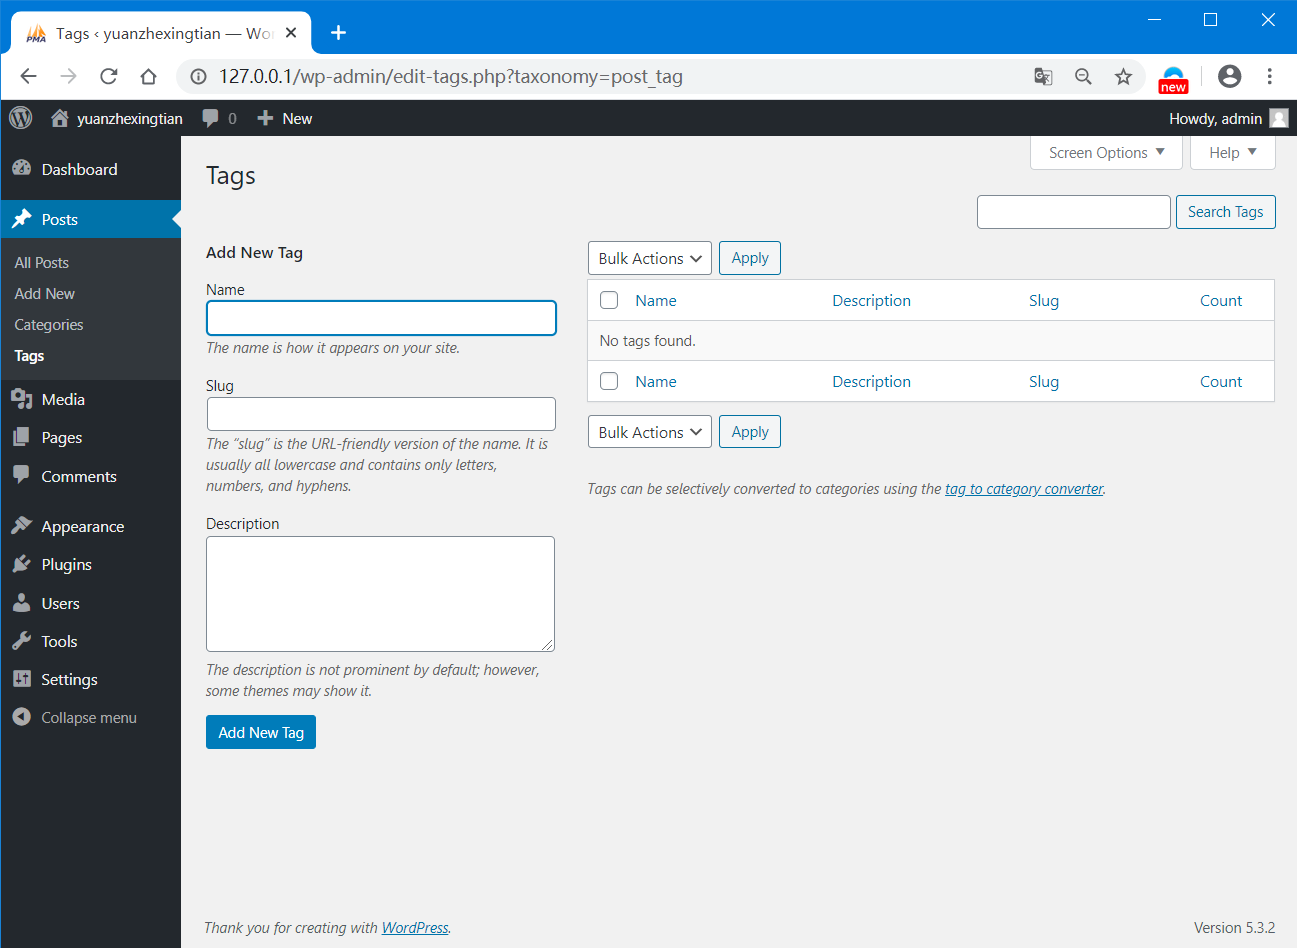 Tags ‹ yuanzhexingtian — Wo
127.0.0.1/wp-admin/edit-tags.php?taxonomy=post_tag
new
yuanzhexingtian 0 New
Howdy, admin
Dashboard
Posts
All Posts
Add New
Categories
Tags
Media
Pages
Comments
Appearance
Plugins
Users
Tools
Settings
Collapse menu
Screen Options
Help
Tags
Search Tags
Add New Tag
Name
The name is how it appears on your site.
Slug
The “slug” is the URL-friendly version of the name. It is
usually all lowercase and contains only letters,
numbers, and hyphens.
Description
The description is not prominent by default; however,
some themes may show it.
Add New Tag
Bulk Actions Apply
Name Description Slug Count
No tags found.
Name Description Slug Count
Bulk Actions Apply
Tags can be selectively converted to categories using the tag to category converter.
Thank you for creating with WordPress.
Version 5.3.2
PMA